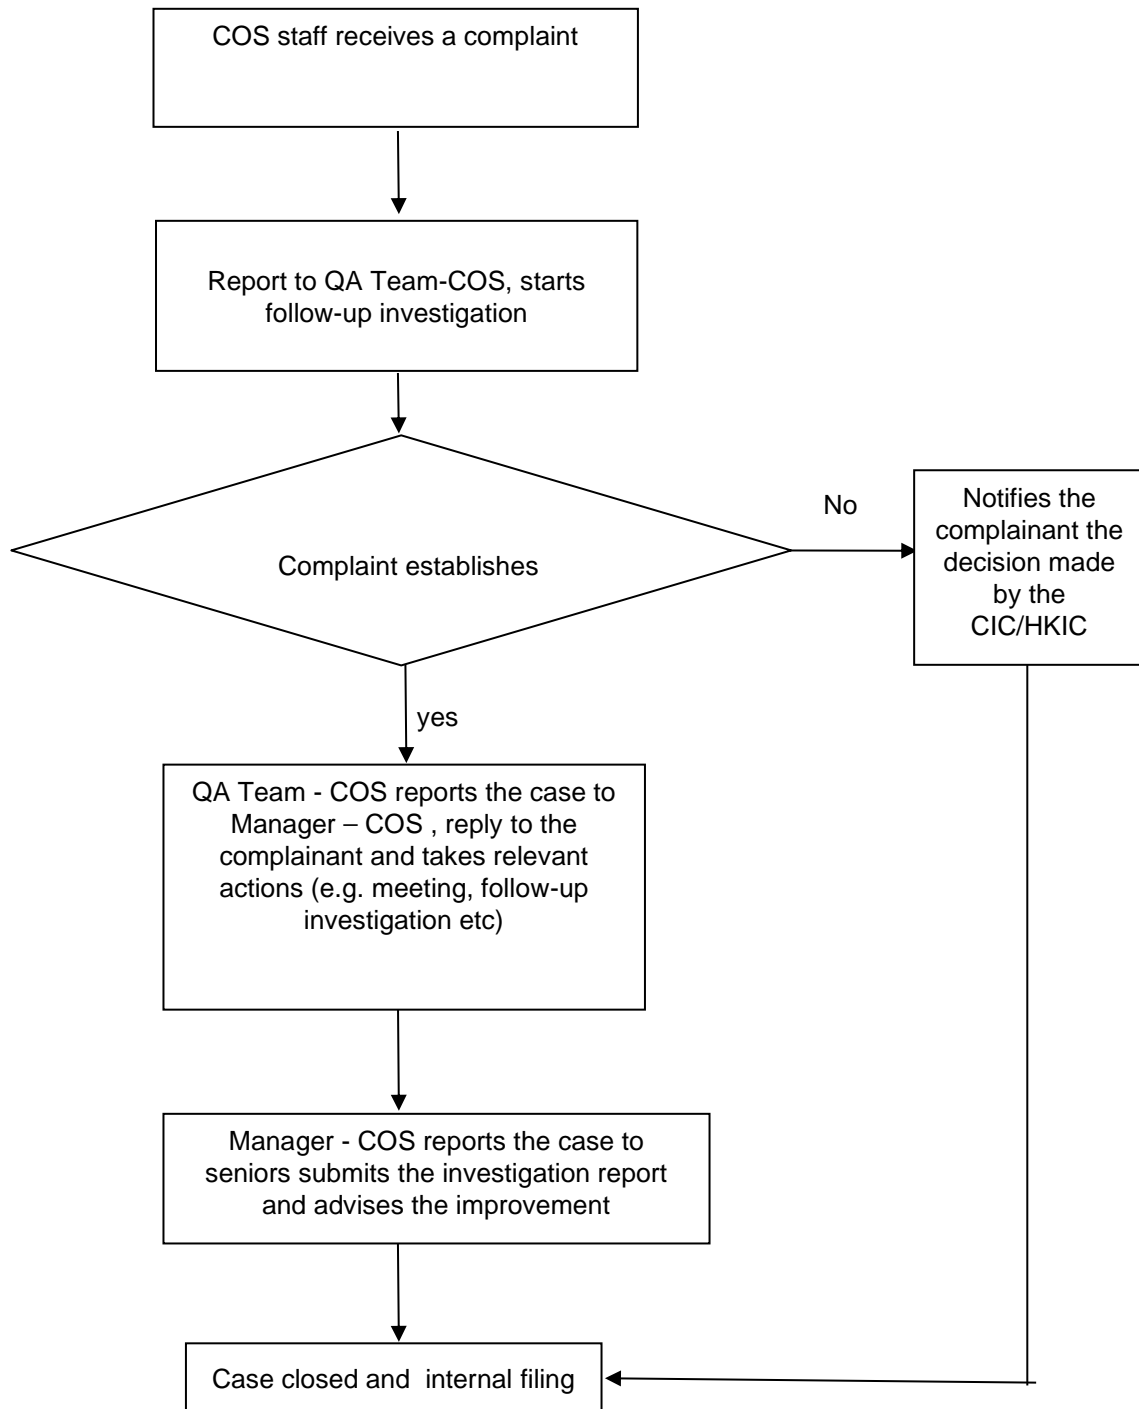 COS staff receives a complaint
Report to QA Team-COS, starts
follow-up investigation
Complaint establishes
No
Notifies the
complainant the
decision made
by the
CIC/HKIC
yes
QA Team - COS reports the case to
Manager – COS , reply to the
complainant and takes relevant
actions (e.g. meeting, follow-up
investigation etc)
Manager - COS reports the case to
seniors submits the investigation report
and advises the improvement
Case closed and  internal filing